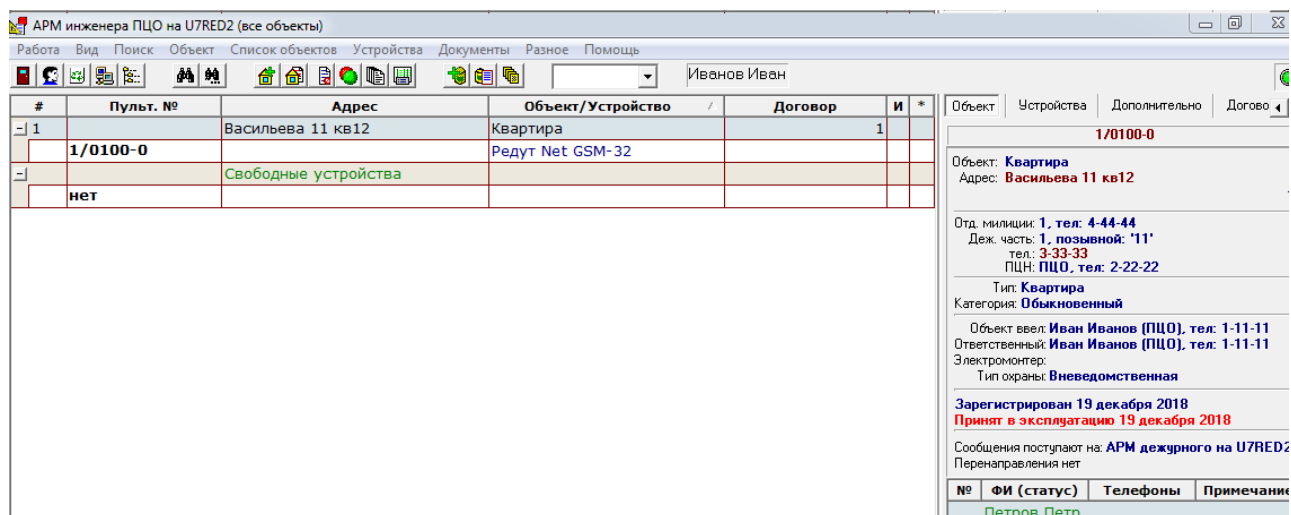 АРМ инженера ПЦО на U7RED2 (все объекты)
Работа Вид Поиск Объект Список объектов Устройства Документы Разное Помощь
Иванов Иван
# Пульт. № Адрес Объект/Устройство Договор И *
1 Васильева 11 кв12 Квартира 1
1/0100-0 Редут Net GSM-32
Свободные устройства
нет
Объект Устройства Дополнительно Догово
1/0100-0
Объект: Квартира
Адрес: Васильева 11 кв12
Отд. милиции: 1, тел: 4-44-44
Деж. часть: 1, позывной: '11'
тел.: 3-33-33
ПЦН: ПЦО, тел: 2-22-22
Тип: Квартира
Категория: Обыкновенный
Объект ввел: Иван Иванов (ПЦО), тел: 1-11-11
Ответственный: Иван Иванов (ПЦО), тел: 1-11-11
Электромонтер:
Тип охраны: Вневедомственная
Зарегистрирован 19 декабря 2018
Принят в эксплуатацию 19 декабря 2018
Сообщения поступают на: АРМ дежурного на U7RED2
Перенаправления нет
№ ФИ (статус) Телефоны Примечание
Петров Петр